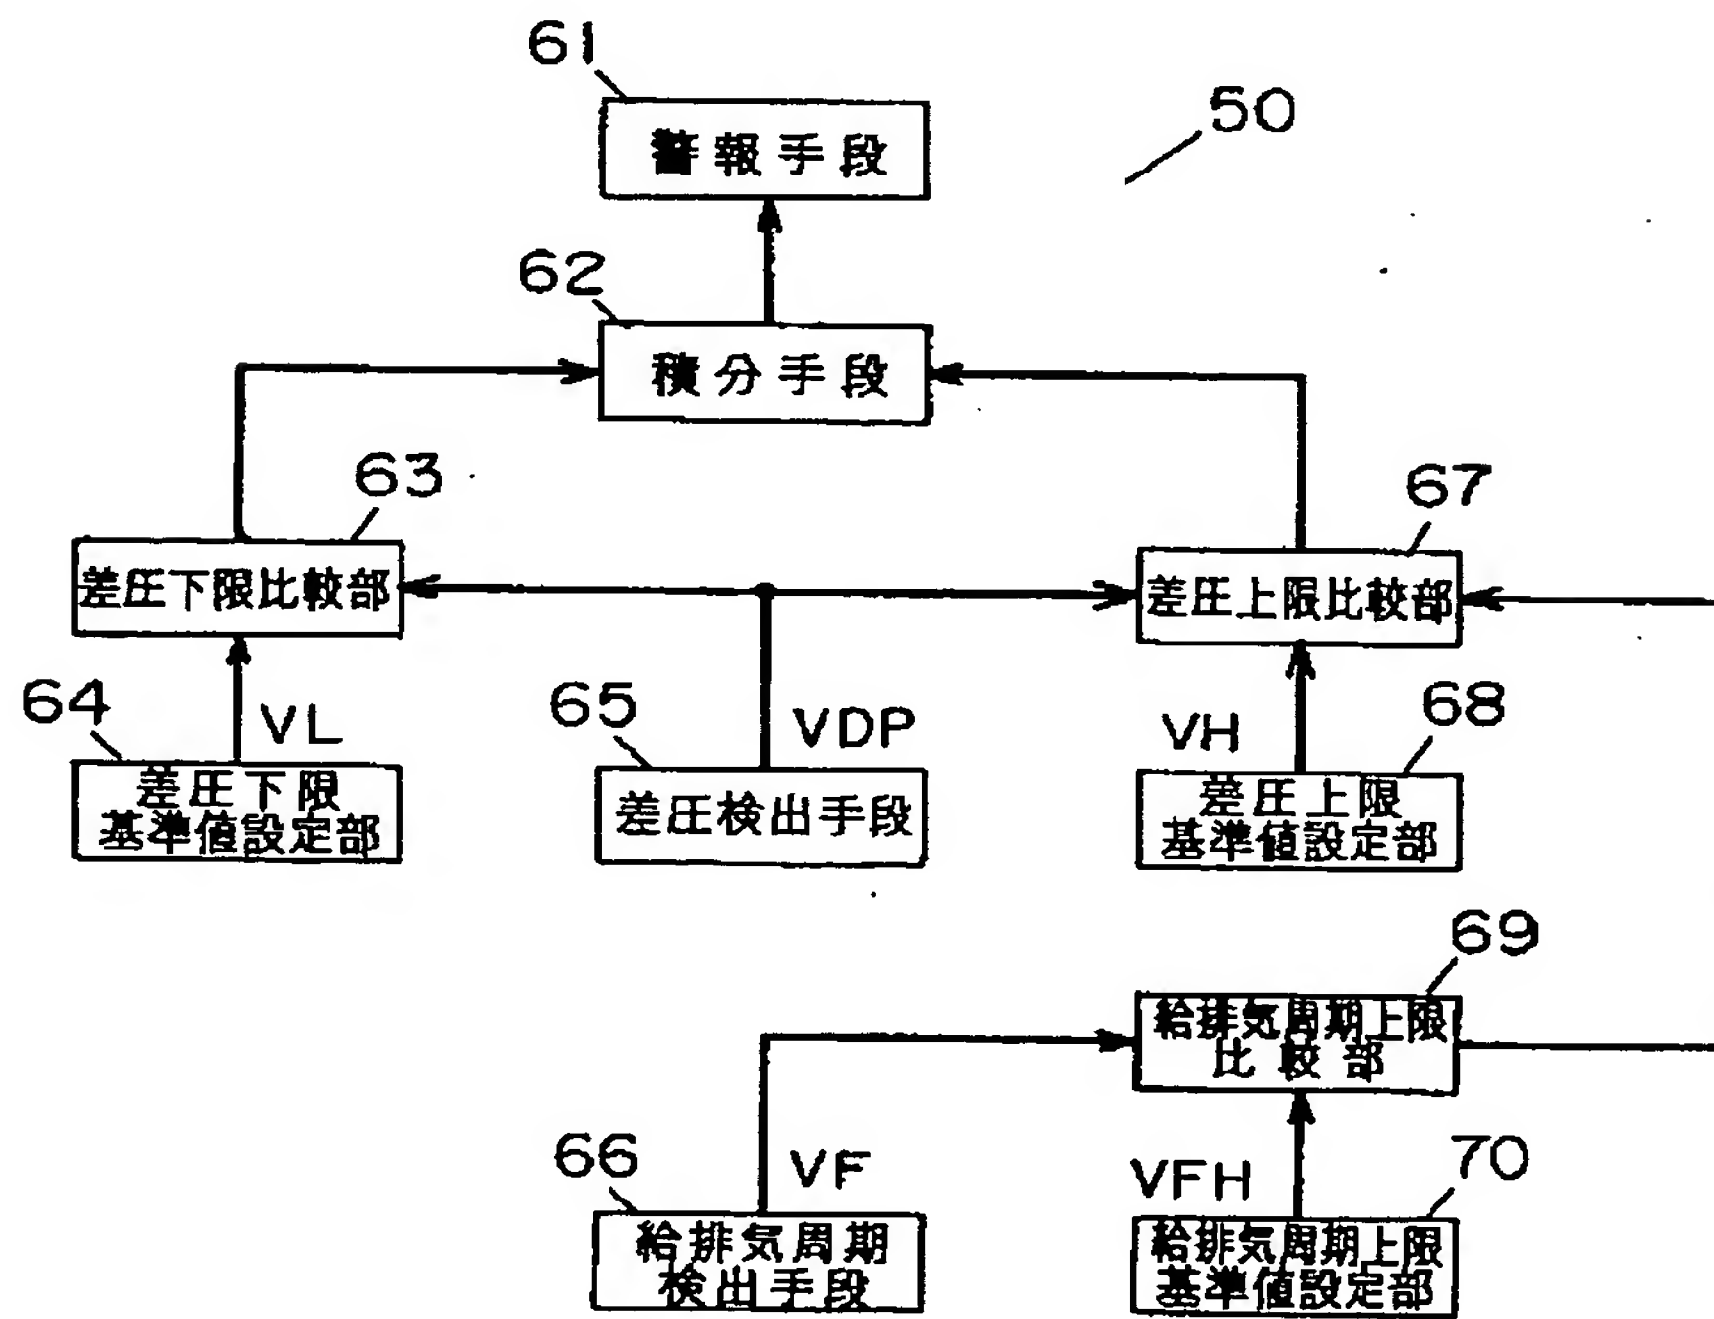 61
50
警報手段
62
積分手段
63
67
差圧下限比較部
差圧上限比較部
64
VL
65
VDP
VH
68
差圧下限
基準値設定部
差圧検出手段
差圧上限
基準値設定部
69
給排気周期上限
比較部
66
VF
VFH
70
給排気周期
検出手段
給排気周期上限
基準値設定部